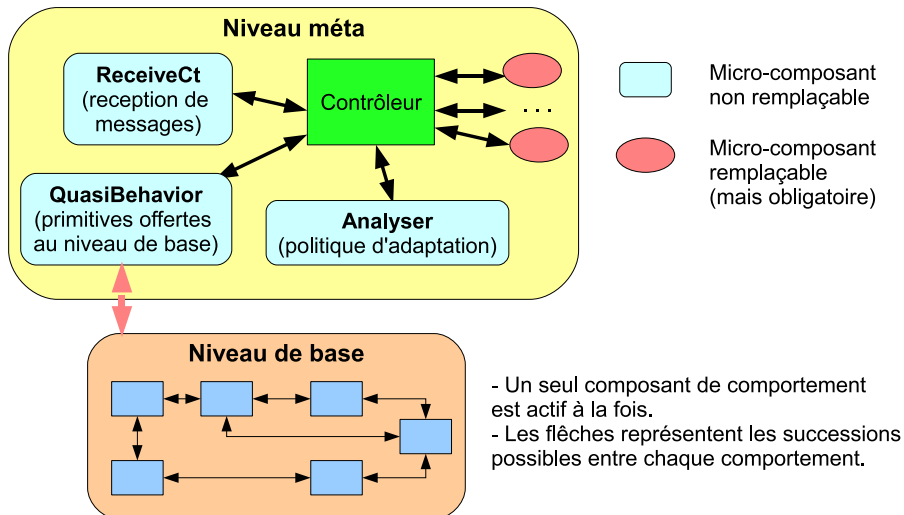 Niveau méta
ReceiveCt
(reception de
messages)
Contrôleur
. . .
QuasiBehavior
(primitives offertes
au niveau de base)
Analyser
(politique d'adaptation)
Micro-composant
non remplaçable
Micro-composant
remplaçable
(mais obligatoire)
Niveau de base
- Un seul composant de comportement
est actif à la fois.
- Les flêches représentent les successions
possibles entre chaque comportement.